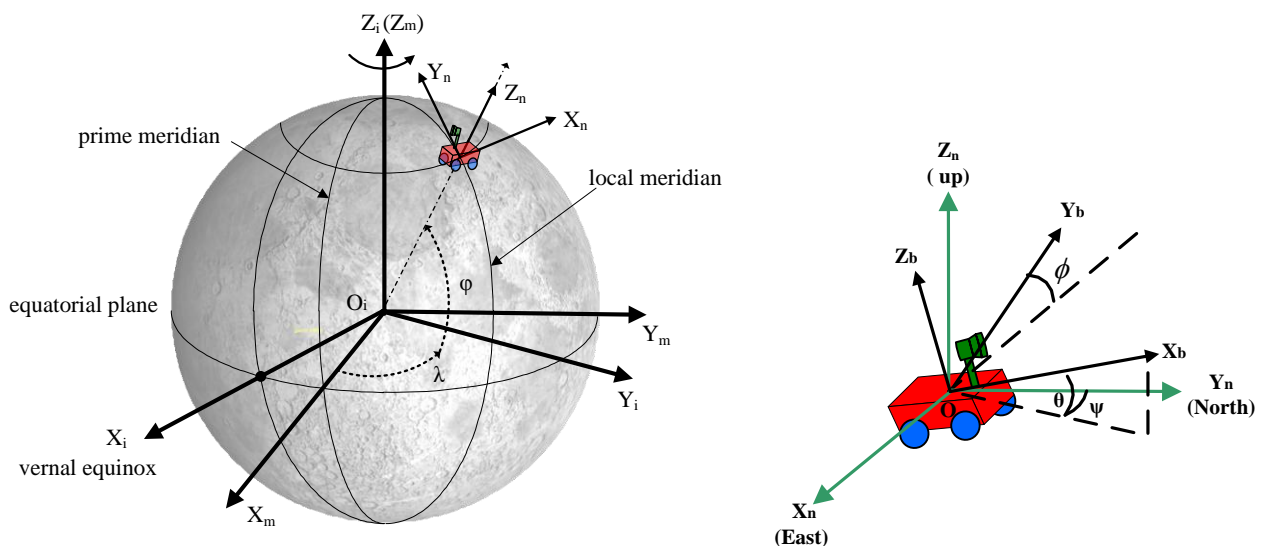 Zi (Zm)
Yn
Zn
Xn
prime meridian
local meridian
φ
equatorial plane
Oi
Ym
λ
Yi
Xi
vernal equinox
Xm
Zn
( up)
Yb
Zb
ϕ
Xb
θ
ψ
Yn
(North)
O
Xn
(East)